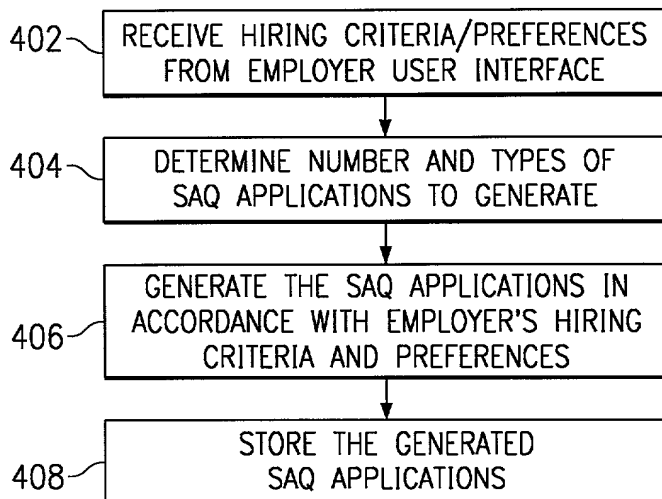 402
RECEIVE HIRING CRITERIA/PREFERENCES
FROM EMPLOYER USER INTERFACE
404
DETERMINE NUMBER AND TYPES OF
SAQ APPLICATIONS TO GENERATE
406
GENERATE THE SAQ APPLICATIONS IN
ACCORDANCE WITH EMPLOYER'S HIRING
CRITERIA AND PREFERENCES
408
STORE THE GENERATED
SAQ APPLICATIONS